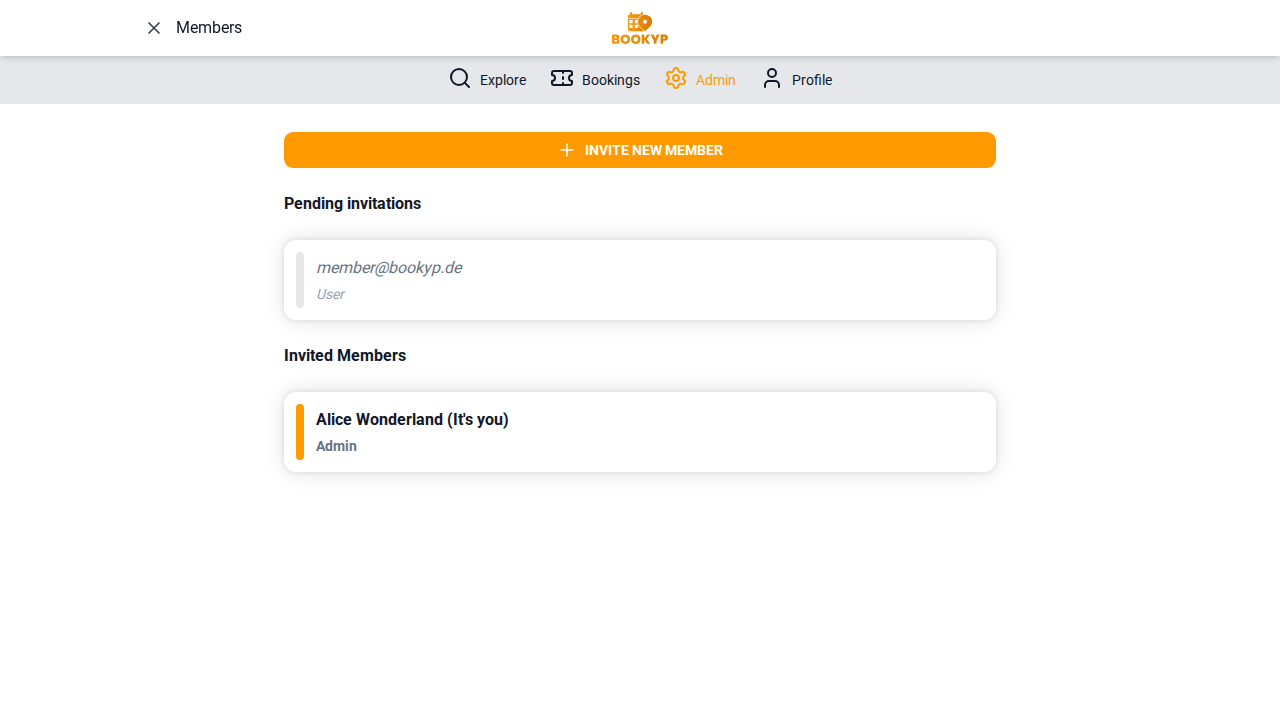 Members
BOOKYP
Explore
Bookings
Admin
Profile
INVITE NEW MEMBER
Pending invitations
member@bookyp.de
User
Invited Members
Alice Wonderland (It's you)
Admin